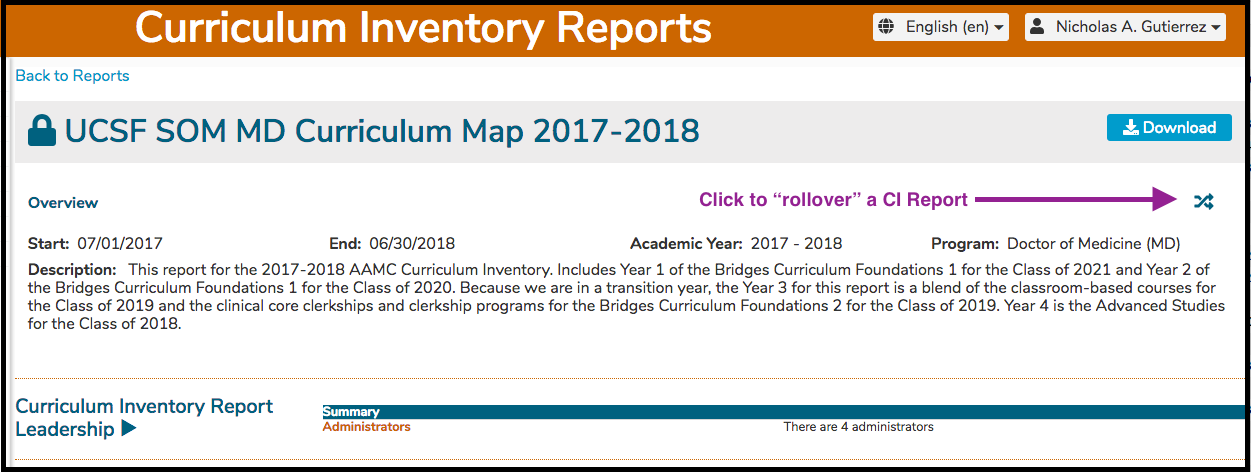 Curriculum Inventory Reports
English (en)
Nicholas A. Gutierrez
Back to Reports
UCSF SOM MD Curriculum Map 2017-2018
Download
Overview
Click to “rollover” a CI Report
Start: 07/01/2017
End: 06/30/2018
Academic Year: 2017 - 2018
Program: Doctor of Medicine (MD)
Description: This report for the 2017-2018 AAMC Curriculum Inventory. Includes Year 1 of the Bridges Curriculum Foundations 1 for the Class of 2021 and Year 2 of
the Bridges Curriculum Foundations 1 for the Class of 2020. Because we are in a transition year, the Year 3 for this report is a blend of the classroom-based courses for
the Class of 2019 and the clinical core clerkships and clerkship programs for the Bridges Curriculum Foundations 2 for the Class of 2019. Year 4 is the Advanced Studies
for the Class of 2018.
Curriculum Inventory Report
Leadership
Summary
Administrators
There are 4 administrators